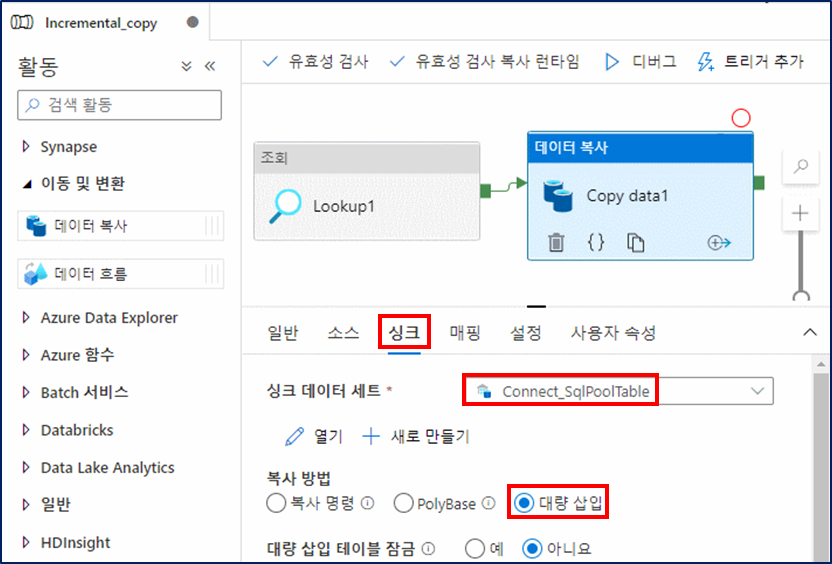 Incremental_copy
활동
검색 활동
Synapse
이동 및 변환
데이터 복사
데이터 흐름
Azure Data Explorer
Azure 함수
Batch 서비스
Databricks
Data Lake Analytics
일반
HDInsight
유효성 검사 유효성 검사 복사 런타임 디버그 트리거 추가
조회
Lookup1
데이터 복사
Copy data1
일반 소스 싱크 매핑 설정 사용자 속성
싱크 데이터 세트 * Connect_SqlPoolTable
열기 새로 만들기
복사 방법
복사 명령 PolyBase 대량 삽입
대량 삽입 테이블 잠금 예 아니요